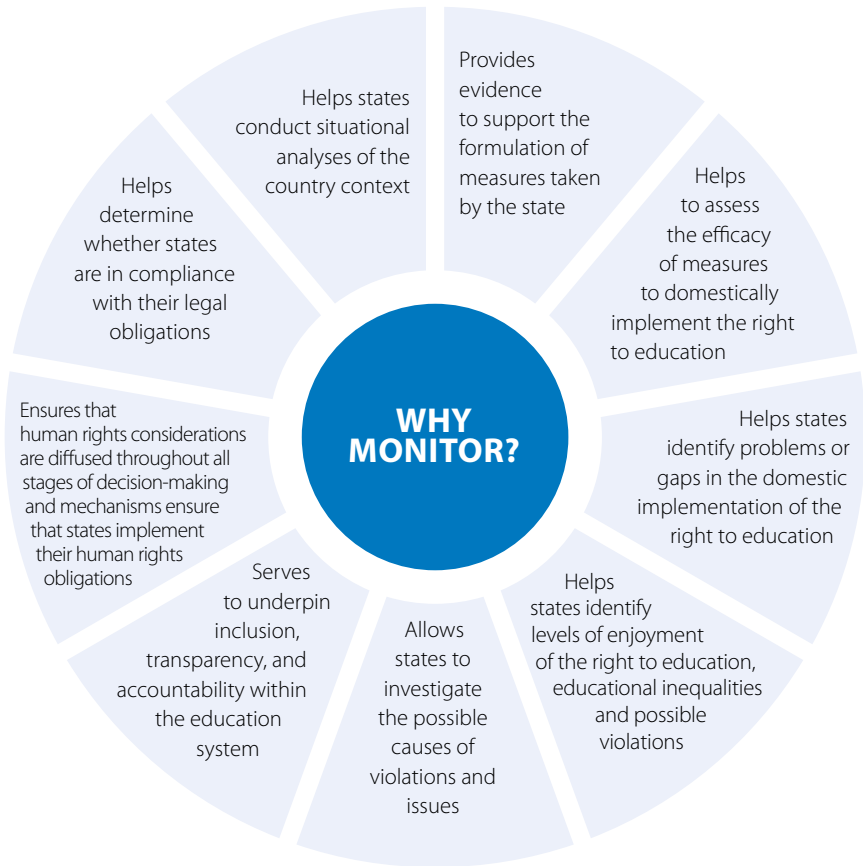 WHY
MONITOR?
Provides
evidence
to support the
formulation of
measures taken
by the state
Helps
to assess
the efficacy
of measures
to domestically
implement the right
to education
Helps states
identify problems or
gaps in the domestic
implementation of the
right to education
Helps
states identify
levels of enjoyment
of the right to education,
educational inequalities
and possible
violations
Allows
states to
investigate
the possible
causes of
violations and
issues
Serves
to underpin
inclusion,
transparency, and
accountability within
the education
system
Ensures that
human rights considerations
are diffused throughout all
stages of decision-making
and mechanisms ensure
that states implement
their human rights
obligations
Helps
determine
whether states
are in compliance
with their legal
obligations
Helps states
conduct situational
analyses of the
country context